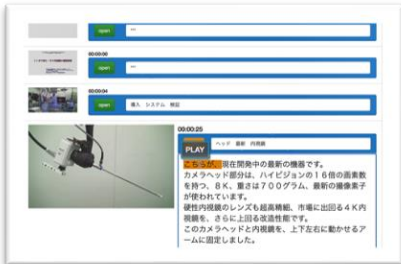 open
00:00:00
open
00:00:04
open 導入 システム 検証
00:00:25
PLAY ヘッド 最新 内視鏡
こちらが、現在開発中の最新の機器です。
カメラヘッド部分は、ハイビジョンの１６倍の画素数
を持つ、８Ｋ、重さは７００グラム、最新の撮像素子
が使われています。
硬性内視鏡のレンズも超高精細、市場に出回る４Ｋ内
視鏡を、さらに上回る改造性能です。
このカメラヘッドと内視鏡を、上下左右に動かせるア
ームに固定しました。